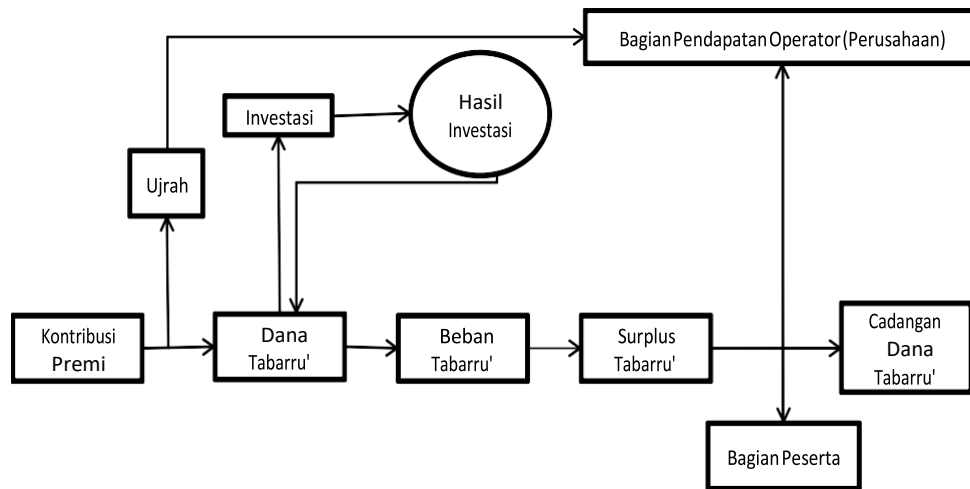 Bagian Pendapatan Operator (Perusahaan)
Hasil
Investasi
Investasi
Ujrah
Kontribusi
Premi
Dana
Tabarru'
Beban
Tabarru'
Surplus
Tabarru'
Cadangan
Dana
Tabarru'
Bagian Peserta